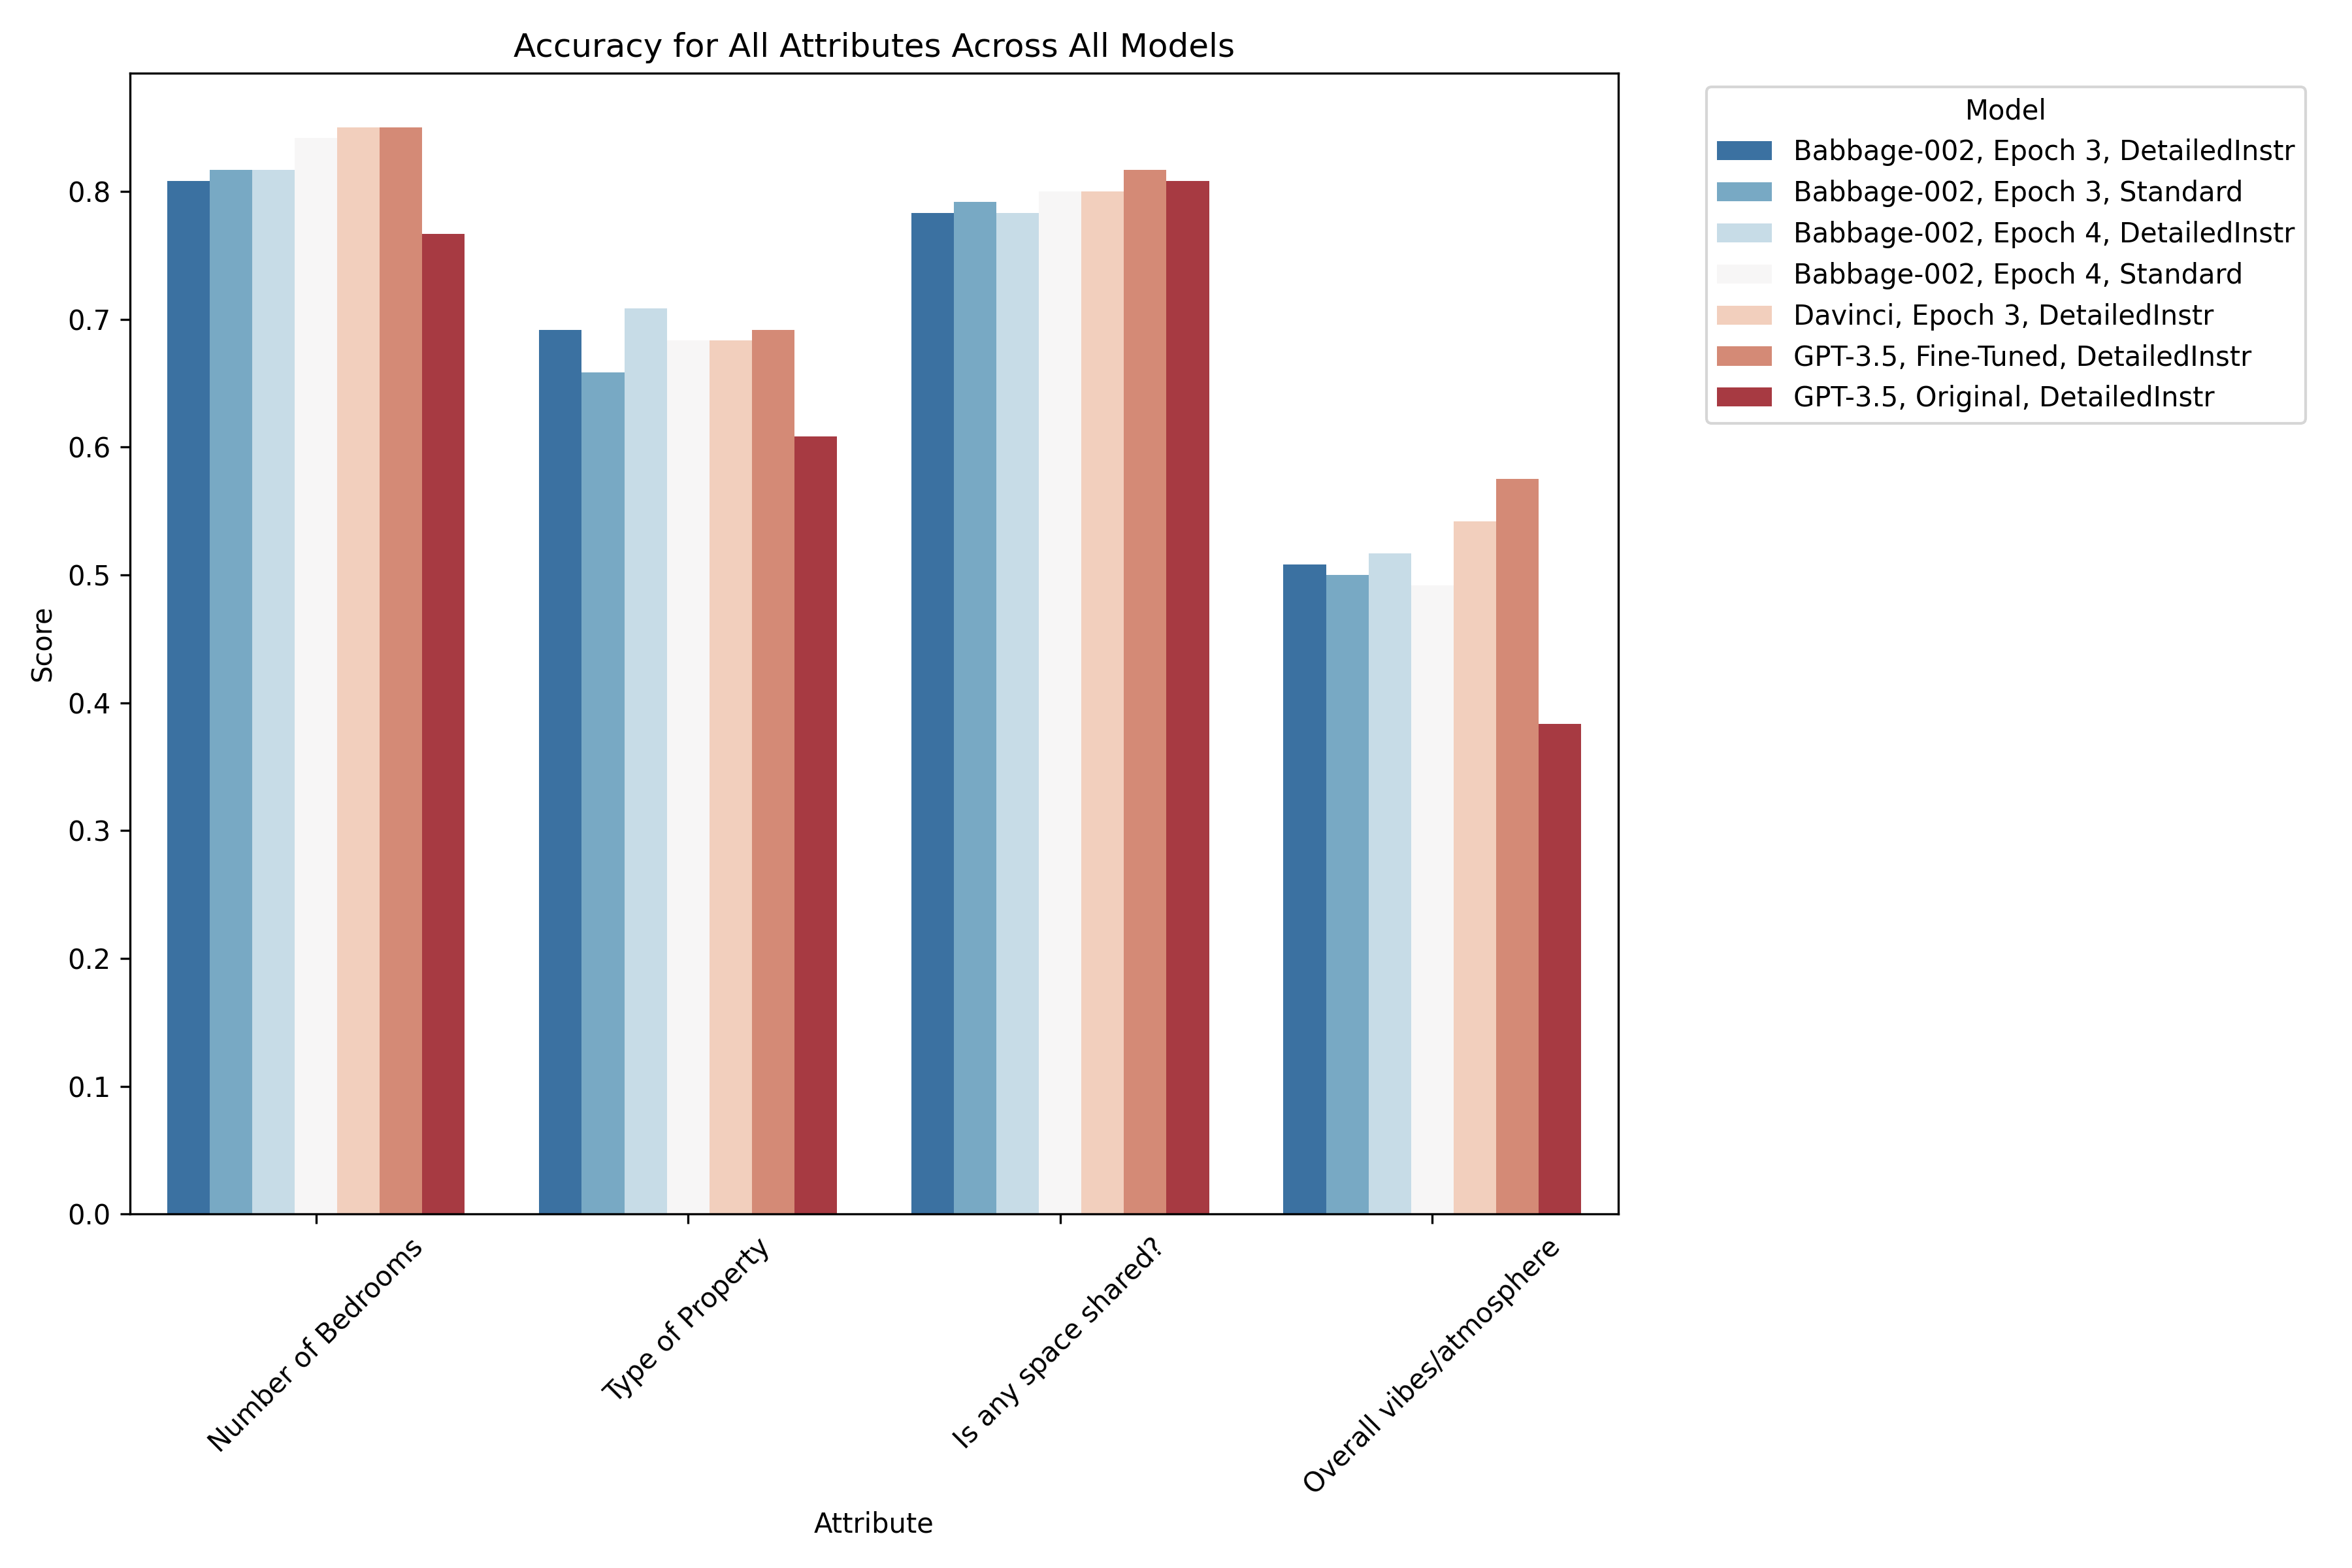 Accuracy for All Attributes Across All Models
Model
Babbage-002, Epoch 3, DetailedInstr
Babbage-002, Epoch 3, Standard
Babbage-002, Epoch 4, DetailedInstr
Babbage-002, Epoch 4, Standard
Davinci, Epoch 3, DetailedInstr
GPT-3.5, Fine-Tuned, DetailedInstr
GPT-3.5, Original, DetailedInstr
Score
0.8
0.7
0.6
0.5
0.4
0.3
0.2
0.1
0.0
Number of Bedrooms
Type of Property
Is any space shared?
Overall vibes/atmosphere
Attribute